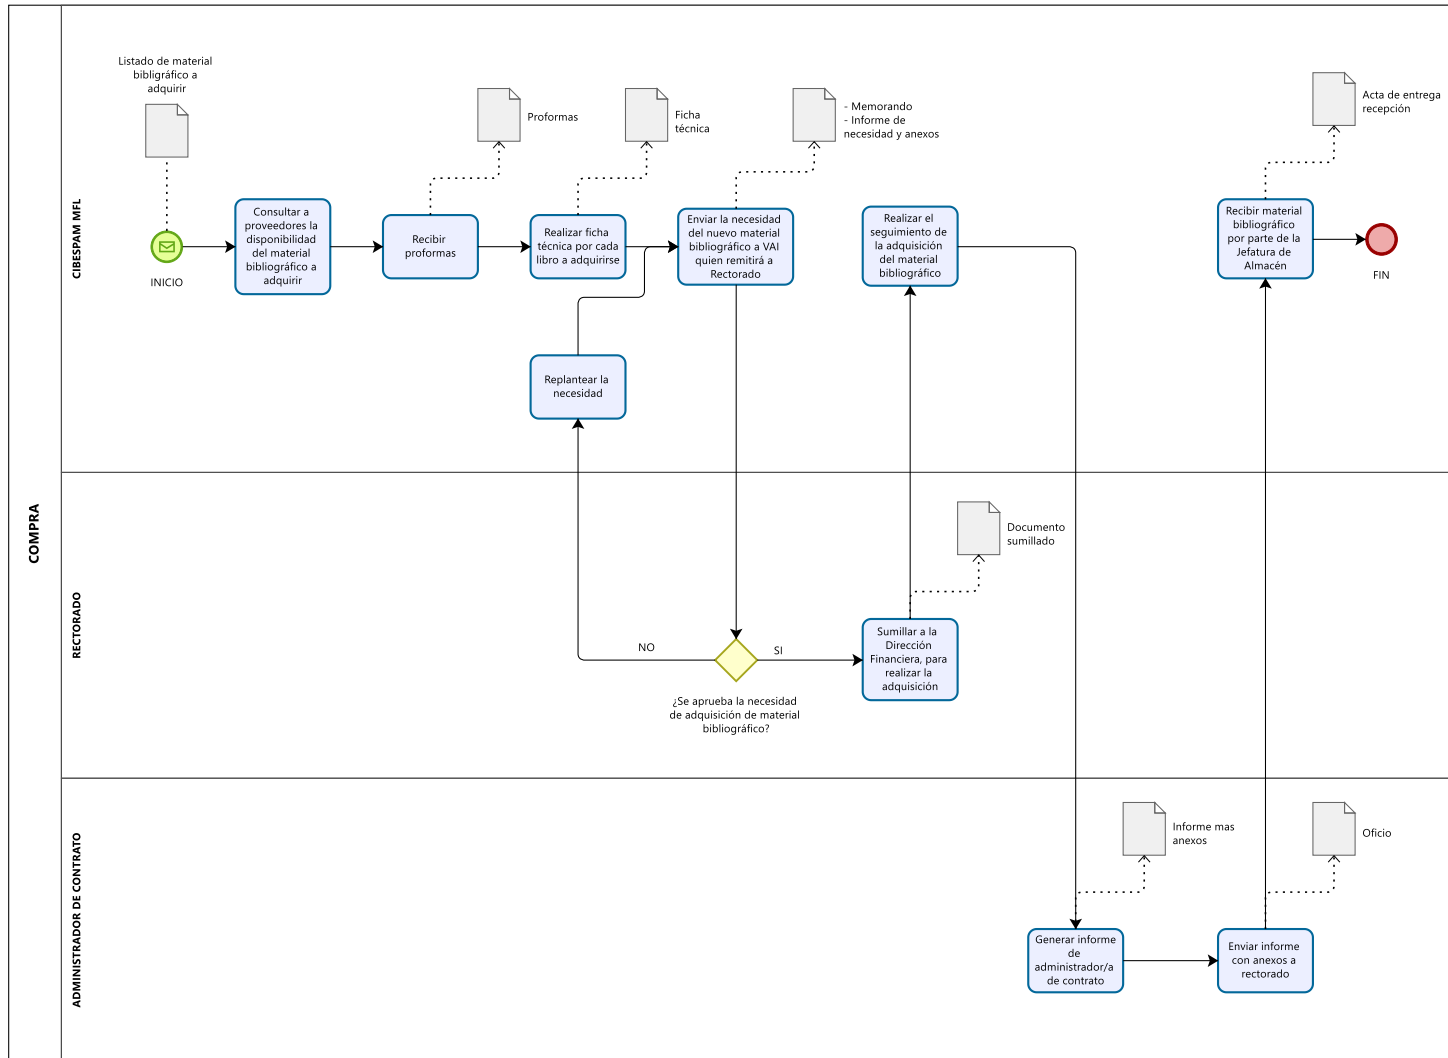 COMPRA
CIBESPAM MFL
Listado de material
bibligráfico a
adquirir
INICIO
Consultar a
proveedores la
disponibilidad
del material
bibliográfico a
adquirir
Proformas
Recibir
proformas
Ficha
técnica
Realizar ficha
técnica por cada
libro a adquirirse
- Memorando
- Informe de
necesidad y anexos
Enviar la necesidad
del nuevo material
bibliográfico a VAI
quien remitirá a
Rectorado
Realizar el
seguimiento de
la adquisición
del material
bibliográfico
Acta de entrega
recepción
Recibir material
bibliográfico
por parte de la
Jefatura de
Almacén
FIN
Replantear la
necesidad
RECTORADO
Documento
sumillado
NO
SI
¿Se aprueba la necesidad
de adquisición de material
bibliográfico?
Sumillar a la
Dirección
Financiera, para
realizar la
adquisición
ADMINISTRADOR DE CONTRATO
Informe mas
anexos
Oficio
Generar informe
de
administrador/a
de contrato
Enviar informe
con anexos a
rectorado